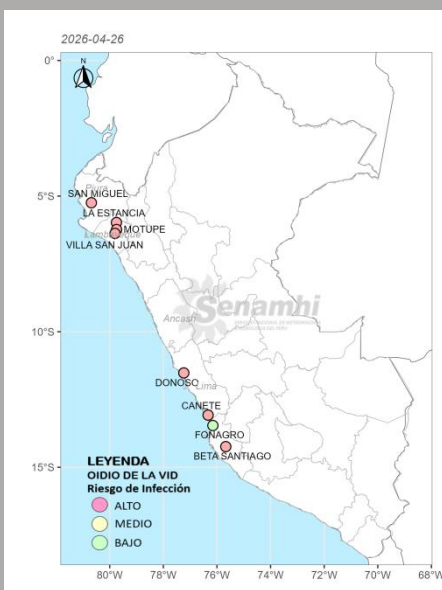 2026-04-26
N
0°
5°S
10°S
15°S
SAN MIGUEL
Piura
LA ESTANCIA
MOTUPE
VILLA SAN JUAN
Senamhi
Ancash
DONOSO
Lima
CANETE
FONAGRO
BETA SANTIAGO
LEYENDA
OIDIO DE LA VID
Riesgo de Infección
ALTO
MEDIO
BAJO
80°W 78°W 76°W 74°W 72°W 70°W 68°W